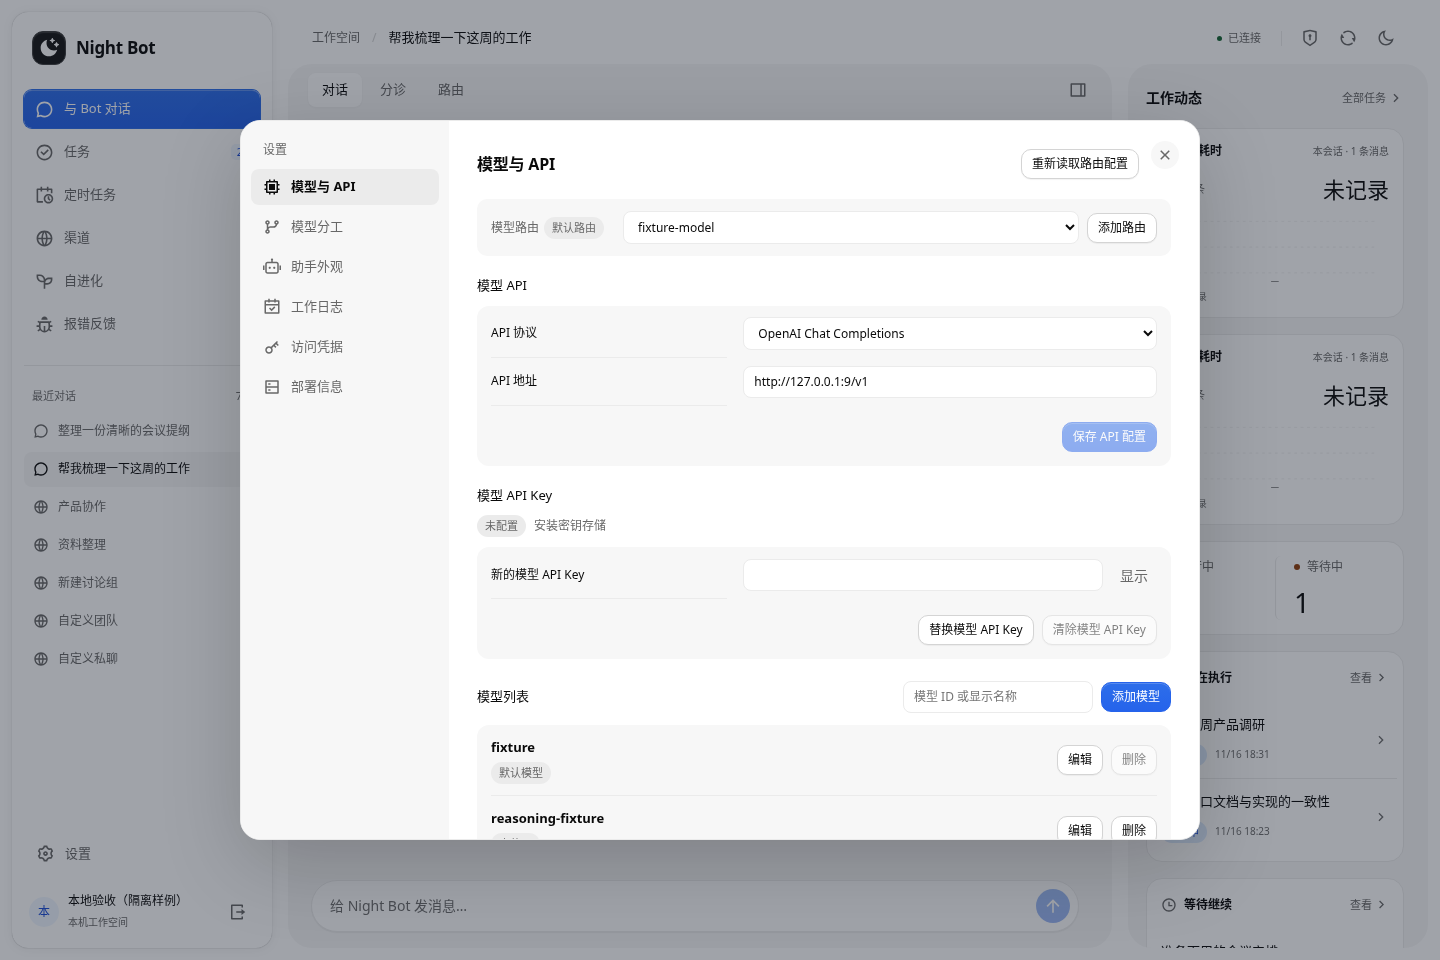 Night Bot
与 Bot 对话
任务
定时任务
渠道
自进化
报错反馈
最近对话
整理一份清晰的会议提纲
帮我梳理一下这周的工作
产品协作
资料整理
新建讨论组
自定义团队
自定义私聊
设置
本
本地验收（隔离样例）
本机工作空间
工作空间 / 帮我梳理一下这周的工作
已连接
对话 分诊 路由
设置
模型与 API
模型分工
助手外观
工作日志
访问凭据
部署信息
模型与 API
重新读取路由配置
模型路由 默认路由 fixture-model 添加路由
模型 API
API 协议 OpenAI Chat Completions
API 地址 http://127.0.0.1:9/v1
保存 API 配置
模型 API Key
未配置 安装密钥存储
新的模型 API Key 显示
替换模型 API Key 清除模型 API Key
模型列表 模型 ID 或显示名称 添加模型
fixture 编辑 删除
默认模型
reasoning-fixture 编辑 删除
给 Night Bot 发消息...
工作动态 全部任务
耗时 本会话 · 1 条消息
未记录
耗时 本会话 · 1 条消息
未记录
中 等待中
1
在执行 查看
周产品调研
11/16 18:31
口文档与实现的一致性
11/16 18:23
等待继续 查看